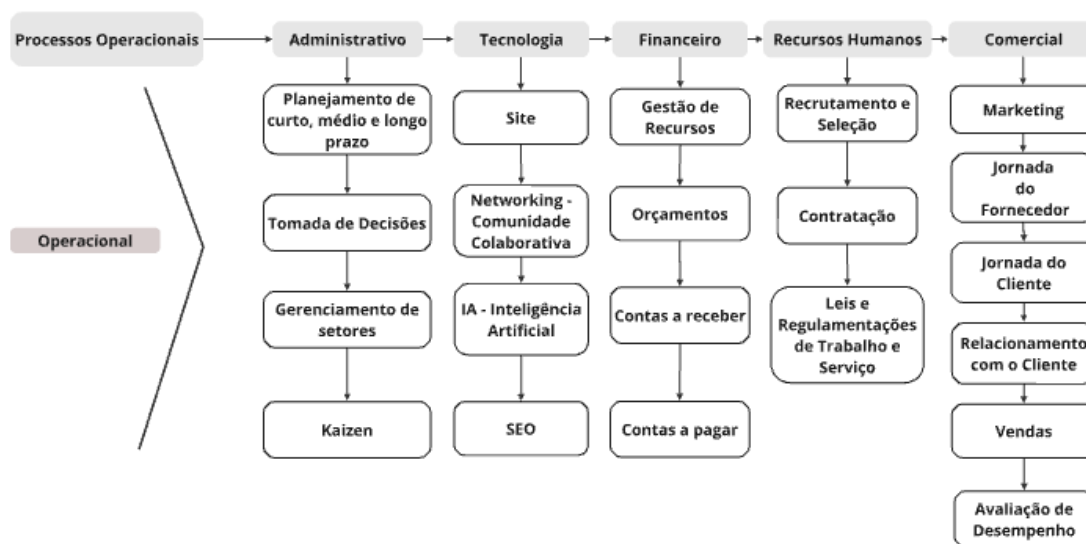 Processos Operacionais
Administrativo
Tecnologia
Financeiro
Recursos Humanos
Comercial
Operacional
Planejamento de
curto, médio e longo
prazo
Tomada de Decisões
Gerenciamento de
setores
Kaizen
Site
Networking -
Comunidade
Colaborativa
IA - Inteligência
Artificial
SEO
Gestão de
Recursos
Orçamentos
Contas a receber
Contas a pagar
Recrutamento e
Seleção
Contratação
Leis e
Regulamentações
de Trabalho e
Serviço
Marketing
Jornada
do
Fornecedor
Jornada do
Cliente
Relacionamento
com o Cliente
Vendas
Avaliação de
Desempenho